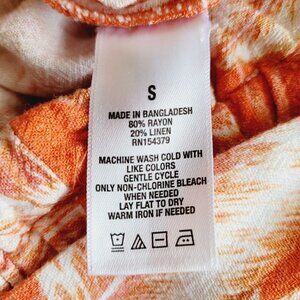 S
MADE IN BANGLADESH
80% RAYON
20% LINEN
RN154379
MACHINE WASH COLD WITH
LIKE COLORS
GENTLE CYCLE
ONLY NON-CHLORINE BLEACH
WHEN NEEDED
LAY FLAT TO DRY
WARM IRON IF NEEDED